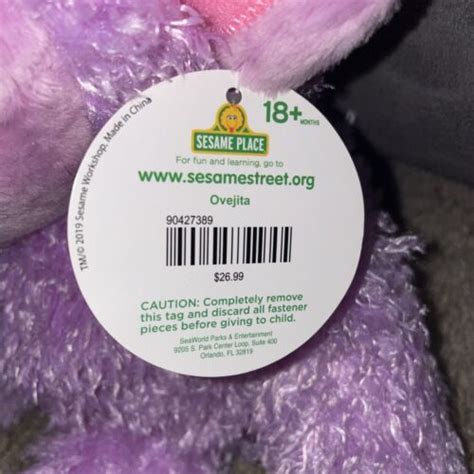 SESAME PLACE
18+
MONTHS
For fun and learning, go to
www.sesamestreet.org
Ovejita
90427389
$26.99
CAUTION: Completely remove
this tag and discard all fastener
pieces before giving to child.
SeaWorld Parks & Entertainment
9205 S. Park Center Loop, Suite 400
Orlando, FL 32819
TM/© 2019 Sesame Workshop. Made in China